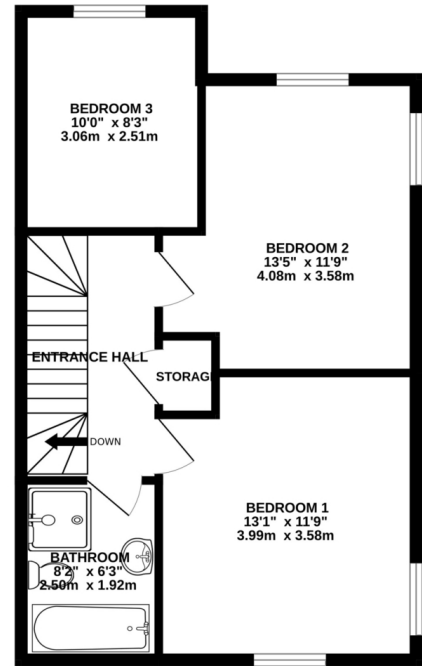 BEDROOM 3
10'0" x 8'3"
3.06m x 2.51m
BEDROOM 2
13'5" x 11'9"
4.08m x 3.58m
ENTRANCE HALL
STORAGE
DOWN
BEDROOM 1
13'1" x 11'9"
3.99m x 3.58m
BATHROOM
8'2" x 6'3"
2.50m x 1.92m